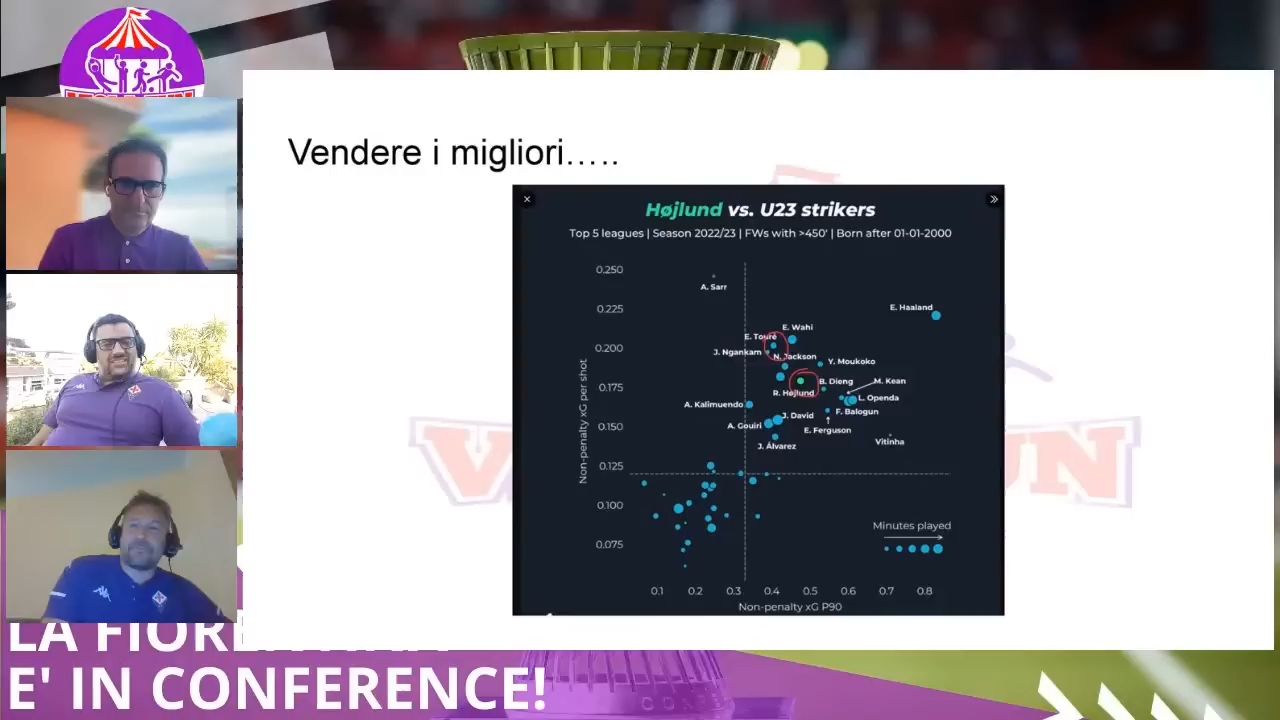 Vendere i migliori…..
Højlund vs. U23 strikers
Top 5 leagues | Season 2022/23 | FWs with >450' | Born after 01-01-2000
Non-penalty xG per shot
0.250
0.225
0.200
0.175
0.150
0.125
0.100
0.075
A. Sarr
E. Haaland
E. Wahi
E. Touré
J. Ngankam
N. Jackson
Y. Moukoko
B. Dieng
M. Kean
R. Højlund
L. Openda
A. Kalimuendo
F. Balogun
J. David
A. Gouiri
E. Ferguson
J. Álvarez
Vitinha
Minutes played
0.1 0.2 0.3 0.4 0.5 0.6 0.7 0.8
Non-penalty xG P90
LA
E' IN CONFERENCE!